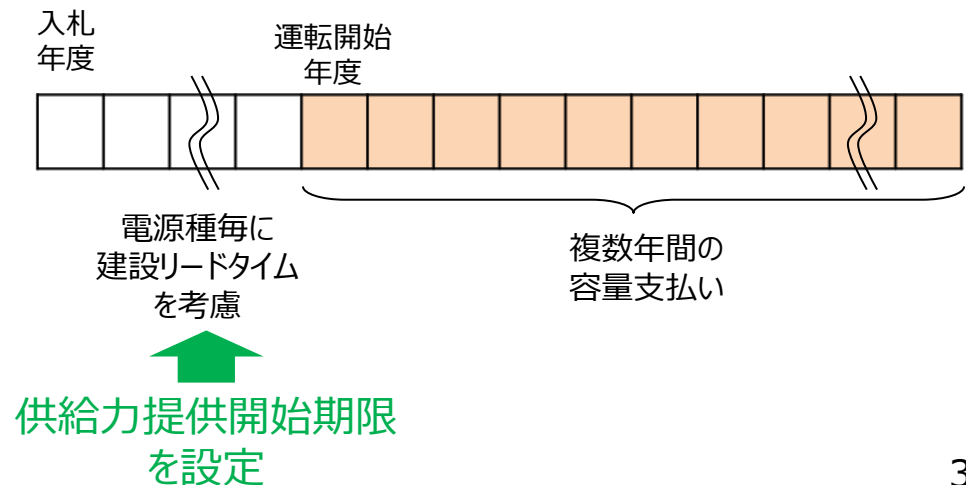 入札
年度
運転開始
年度
電源種毎に
建設リードタイム
を考慮
複数年間の
容量支払い
供給力提供開始期限
を設定
3